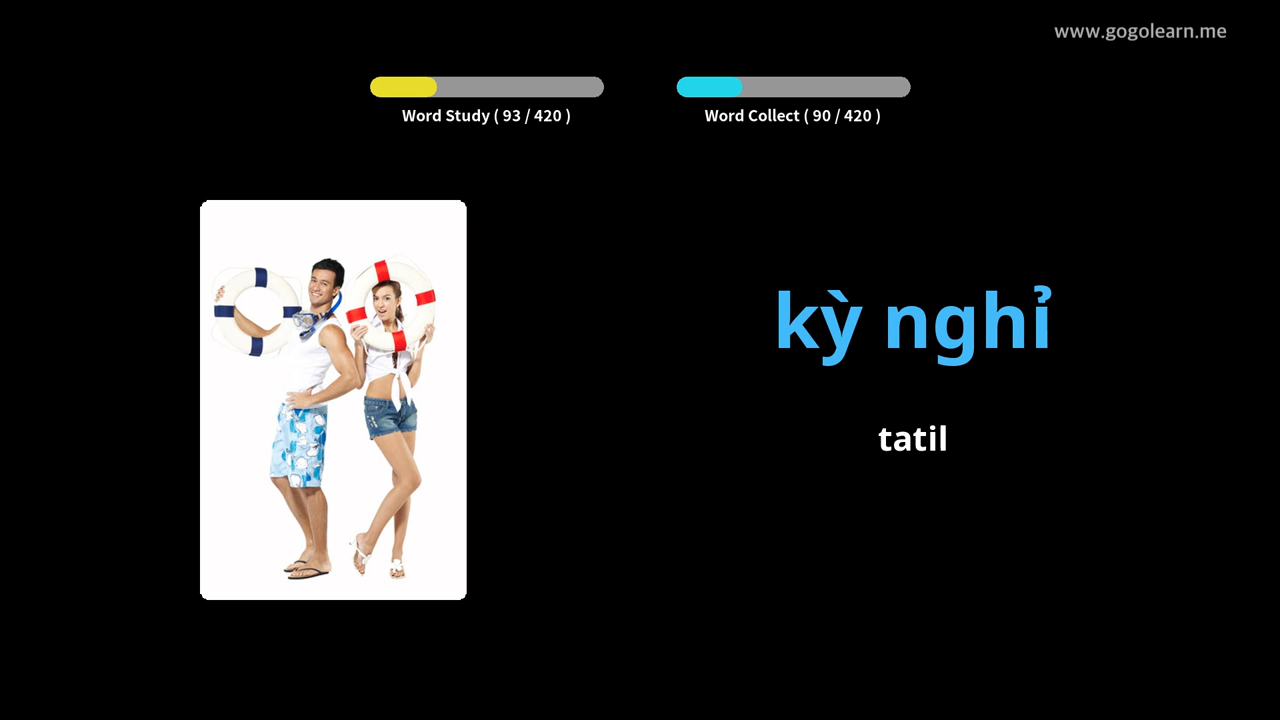 www.gogolearn.me
Word Study ( 93 / 420 )
Word Collect ( 90 / 420 )
kỳ nghỉ
tatil